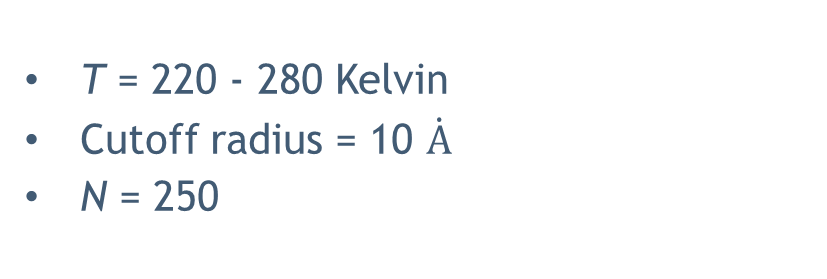 • T = 220 - 280 Kelvin
• Cutoff radius = 10 Ȧ
• N = 250